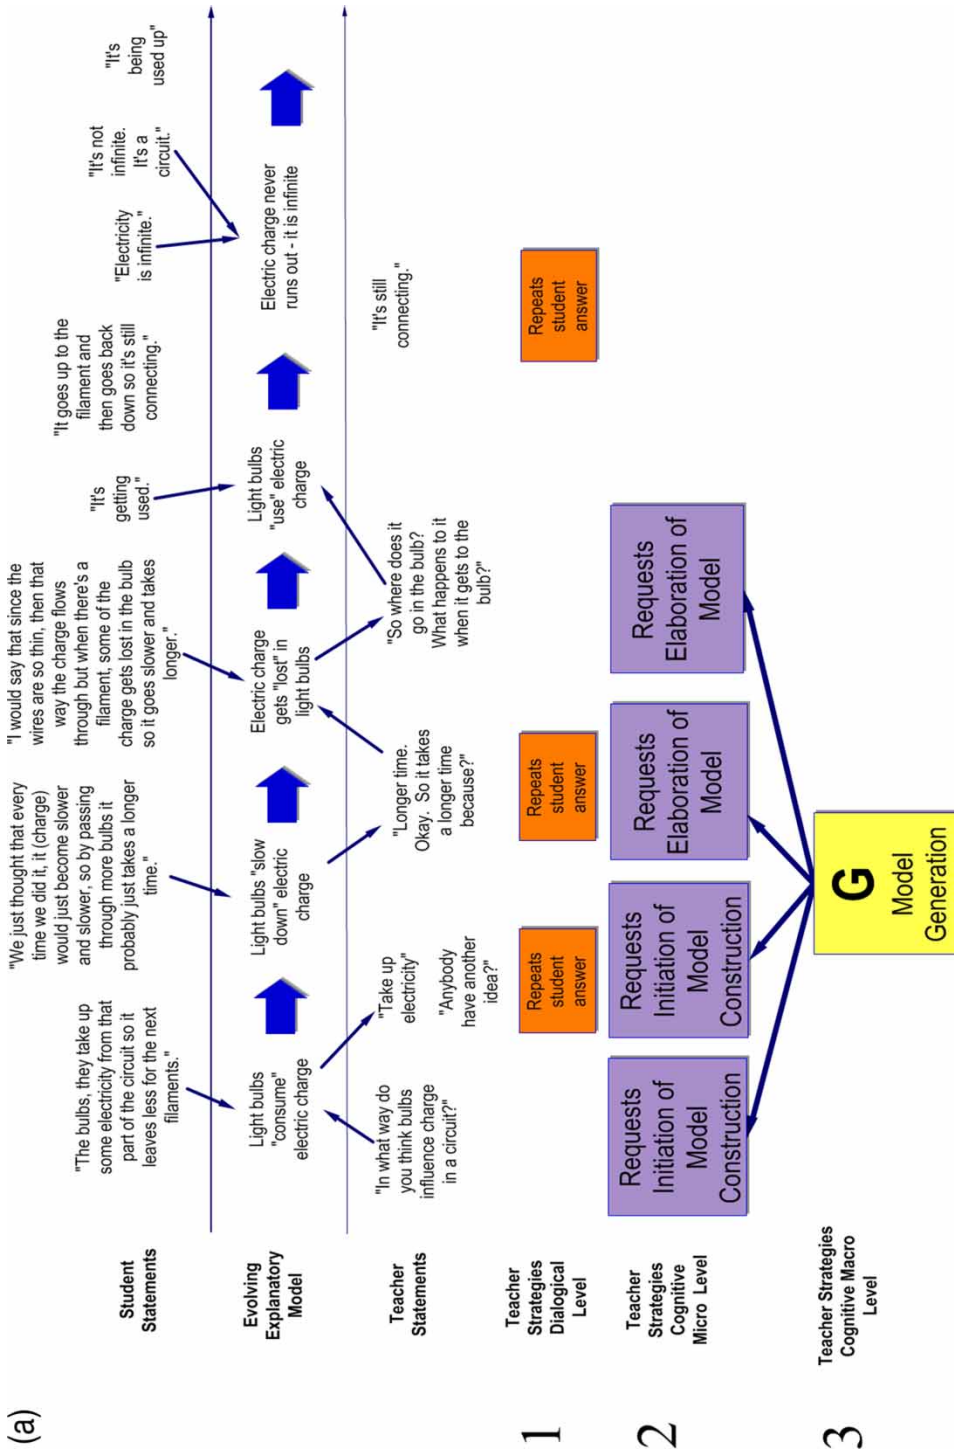 (a)
Student
Statements
"The bulbs, they take up
some electricity from that
part of the circuit so it
leaves less for the next
filaments."
"We just thought that every
time we did it, it (charge)
would just become slower
and slower, so by passing
through more bulbs it
probably just takes a longer
time."
"I would say that since the
wires are so thin, then that
way the charge flows
through but when there's a
filament, some of the
charge gets lost in the bulb
so it goes slower and takes
longer."
"It's
getting
used."
"It goes up to the
filament and
then goes back
down so it's still
connecting."
"Electricity
is infinite."
"It's not
infinite.
It's a
circuit."
"It's
being
used up"
Evolving
Explanatory
Model
Light bulbs
"consume"
electric charge
Light bulbs "slow
down" electric
charge
Electric charge
gets "lost" in
light bulbs
Light bulbs
"use" electric
charge
Electric charge never
runs out - it is infinite
Teacher
Statements
"In what way do
you think bulbs
influence charge
in a circuit?"
"Take up
electricity"
"Anybody
have another
idea?"
"Longer time.
Okay. So it takes
a longer time
because?"
"So where does it
go in the bulb?
What happens to it
when it gets to the
bulb?"
"It's still
connecting."
1
Teacher
Strategies
Dialogical
Level
Repeats
student
answer
Repeats
student
answer
Repeats
student
answer
2
Teacher
Strategies
Cognitive
Micro Level
Requests
Initiation of
Model
Construction
Requests
Initiation of
Model
Construction
Requests
Elaboration of
Model
Requests
Elaboration of
Model
3
Teacher Strategies
Cognitive Macro
Level
G
Model
Generation